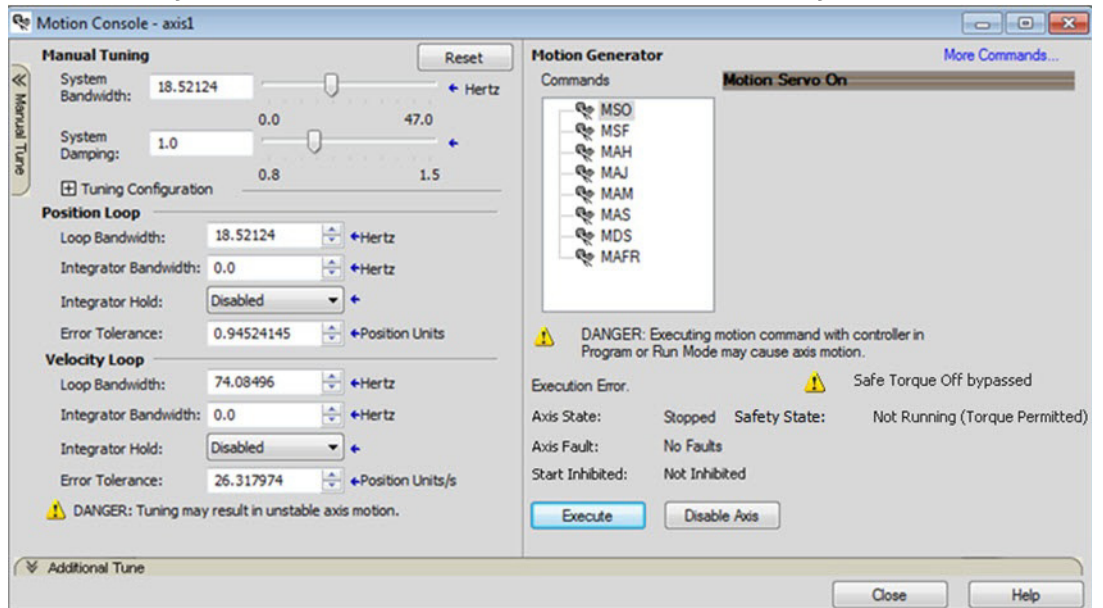 Motion Console - axis1
Manual Tuning
Reset
Manual Tune
System Bandwidth: 18.52124 Hertz
0.0 47.0
System Damping: 1.0
0.8 1.5
Tuning Configuration
Position Loop
Loop Bandwidth: 18.52124 Hertz
Integrator Bandwidth: 0.0 Hertz
Integrator Hold: Disabled
Error Tolerance: 0.94524145 Position Units
Velocity Loop
Loop Bandwidth: 74.08496 Hertz
Integrator Bandwidth: 0.0 Hertz
Integrator Hold: Disabled
Error Tolerance: 26.317974 Position Units/s
DANGER: Tuning may result in unstable axis motion.
Motion Generator
More Commands...
Commands
Motion Servo On
MSO
MSF
MAH
MAJ
MAM
MAS
MDS
MAFR
DANGER: Executing motion command with controller in
Program or Run Mode may cause axis motion.
Execution Error.
Safe Torque Off bypassed
Axis State: Stopped Safety State: Not Running (Torque Permitted)
Axis Fault: No Faults
Start Inhibited: Not Inhibited
Execute Disable Axis
Additional Tune
Close Help